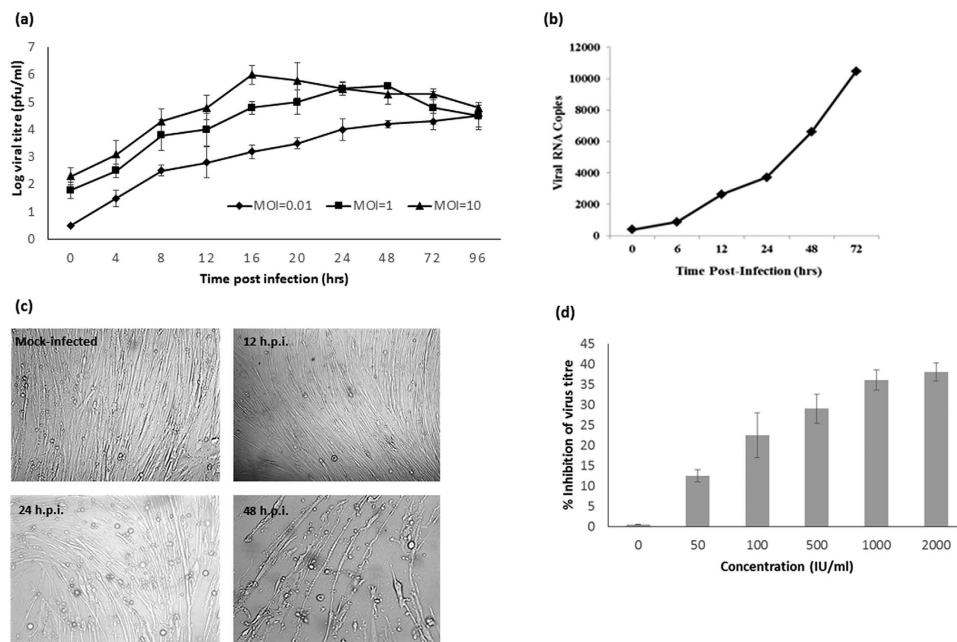 (a)
Log viral titre (pfu/ml)
7
6
5
4
3
2
1
0
MOI=0.01 MOI=1 MOI=10
0 4 8 12 16 20 24 48 72 96
Time post infection (hrs)
(b)
Viral RNA Copies
12000
10000
8000
6000
4000
2000
0
0 6 12 24 48 72
Time Post-Infection (hrs)
(c)
Mock-infected
12 h.p.i.
24 h.p.i.
48 h.p.i.
(d)
% Inhibition of virus titre
45
40
35
30
25
20
15
10
5
0
0 50 100 500 1000 2000
Concentration (IU/ml)